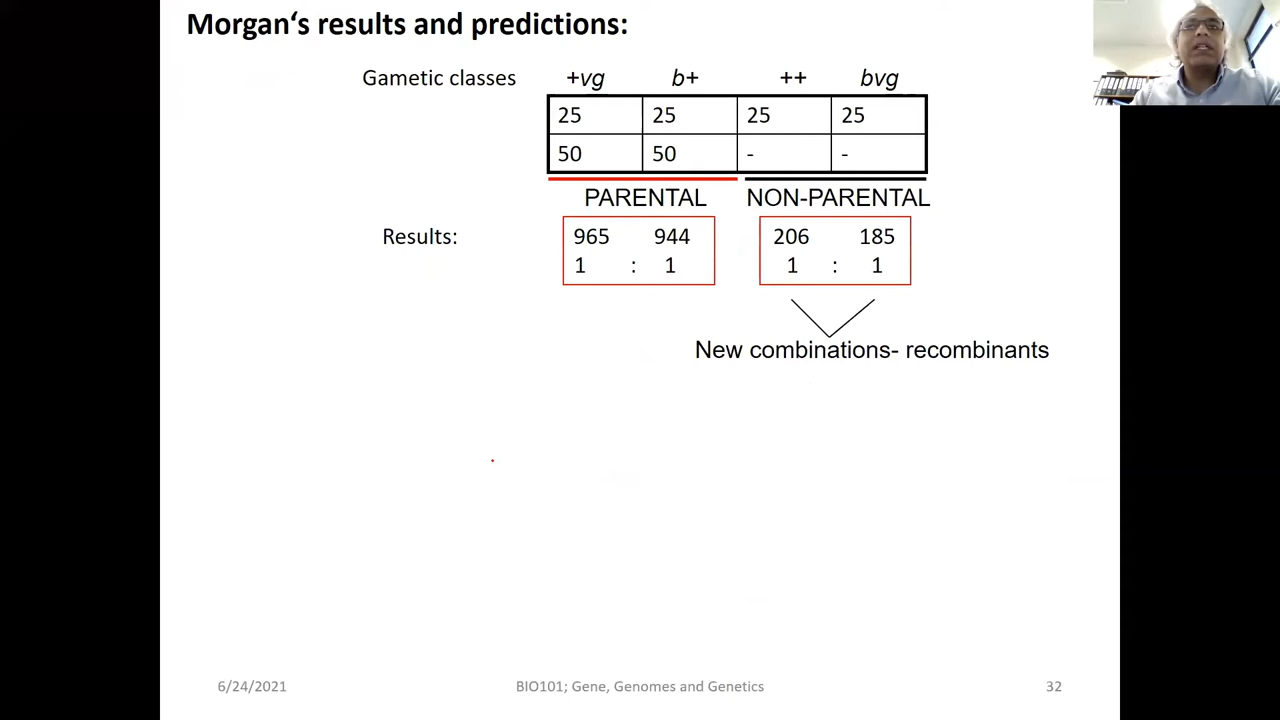 Morgan‘s results and predictions:
Gametic classes +vg b+ ++ bvg
25 25 25 25
50 50 - -
PARENTAL NON-PARENTAL
Results: 965 944 206 185
1 : 1 1 : 1
New combinations- recombinants
6/24/2021 BIO101; Gene, Genomes and Genetics 32